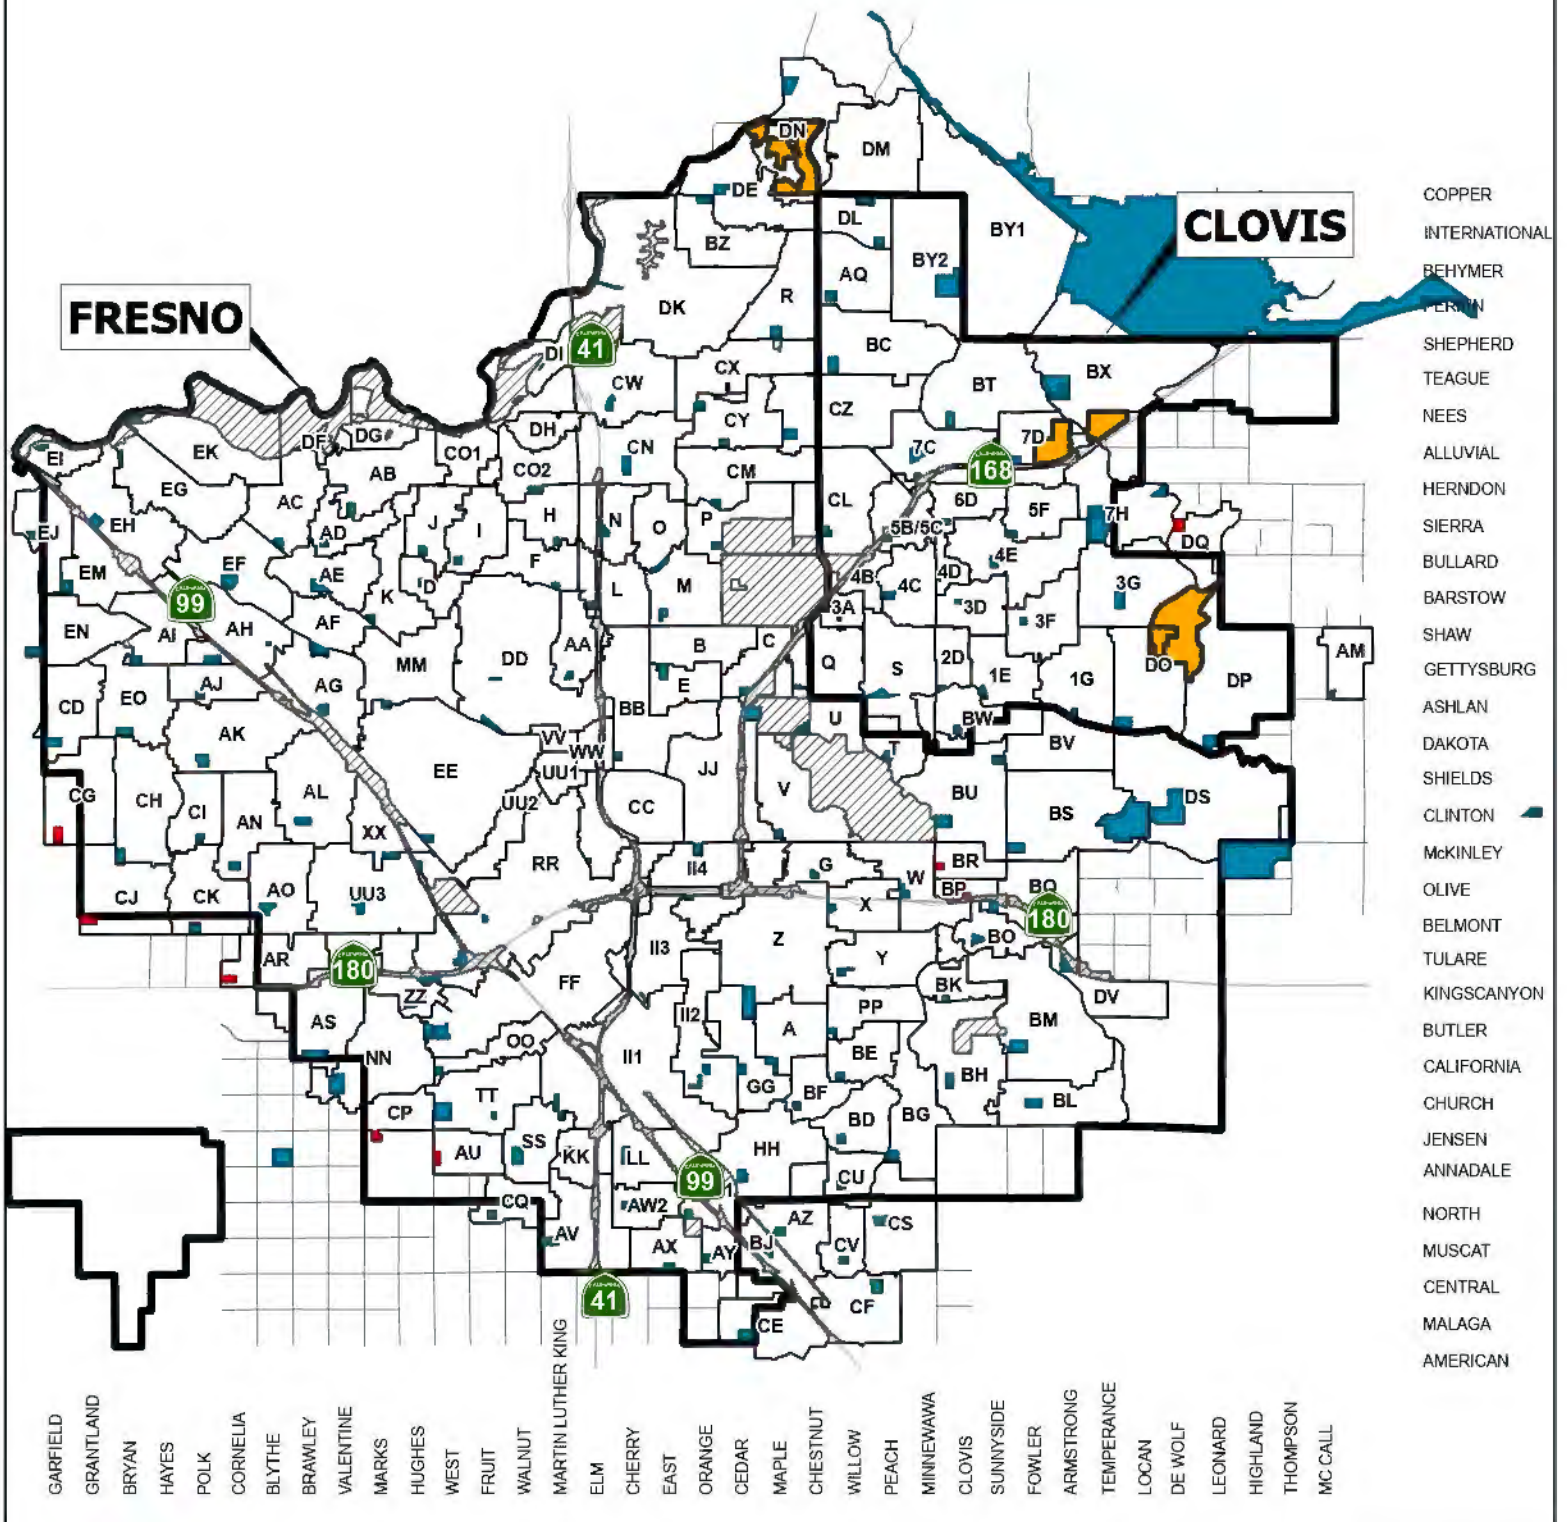 DN
DM
DE
COPPER
CLOVIS
DL
BY1
INTERNATIONAL
BZ
BY2
AQ
BEHYMER
R
DK
PERRIN
FRESNO
41
DI
BC
SHEPHERD
CX
BX
CW
BT
TEAGUE
CZ
NEES
CY
DH
DG
DF
7D
EK
CN
7C
ALLUVIAL
EI
CO1
CO2
AB
CM
168
EG
HERNDON
AC
CL
6D
5F
7H
J
I
H
N
O
P
EH
EJ
AD
5B/5C
SIERRA
DQ
4E
F
EF
EM
AE
D
BULLARD
4B
4C
4D
3G
L
M
K
99
BARSTOW
3A
3D
3F
AF
EN
AI
AH
SHAW
AA
B
C
AM
MM
DD
Q
S
2D
DO
GETTYSBURG
1E
1G
DP
E
AJ
AG
EO
CD
BB
ASHLAN
U
BW
AK
VV
WW
BV
DAKOTA
T
EE
UU1
JJ
SHIELDS
V
BU
CG
CH
AL
UU2
CC
DS
CI
BS
CLINTON
AN
XX
McKINLEY
RR
II4
G
BR
W
BP
BQ
OLIVE
AO
UU3
CJ
CK
X
180
BELMONT
BO
Z
II3
AR
180
Y
TULARE
FF
BK
ZZ
DV
KINGSCANYON
PP
II2
AS
A
BM
BUTLER
OO
BE
II1
NN
CALIFORNIA
BH
GG
BF
TT
BL
CP
BD
BG
CHURCH
SS
JENSEN
AU
KK
LL
HH
ANNADALE
99
CU
CQ
AW2
NORTH
AZ
CS
AV
BJ
CV
AX
AY
MUSCAT
CENTRAL
41
CF
CE
MALAGA
AMERICAN
GARFIELD
GRANTLAND
BRYAN
HAYES
POLK
CORNELIA
BLYTHE
BRAWLEY
VALENTINE
MARKS
HUGHES
WEST
FRUIT
WALNUT
MARTIN LUTHER KING
ELM
CHERRY
EAST
ORANGE
CEDAR
MAPLE
CHESTNUT
WILLOW
PEACH
MINNEWAWA
CLOVIS
SUNNYSIDE
FOWLER
ARMSTRONG
TEMPERANCE
LOCAN
DE WOLF
LEONARD
HIGHLAND
THOMPSON
MC CALL